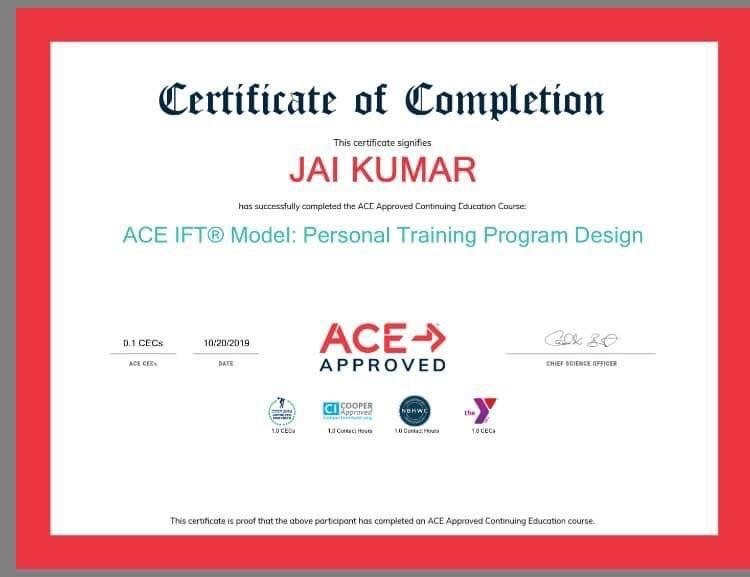 Certificate of Completion
This certificate signifies
JAI KUMAR
has successfully completed the ACE Approved Continuing Education Course:
ACE IFT® Model: Personal Training Program Design
0.1 CECs
10/20/2019
ACE CECs
DATE
ACE
APPROVED
CHIEF SCIENCE OFFICER
CI COOPER
Approved
NBHWC
the Y
1.0 CECs
1.0 Contact Hours
1.0 Contact Hours
1.0 CECs
This certificate is proof that the above participant has completed an ACE Approved Continuing Education course.